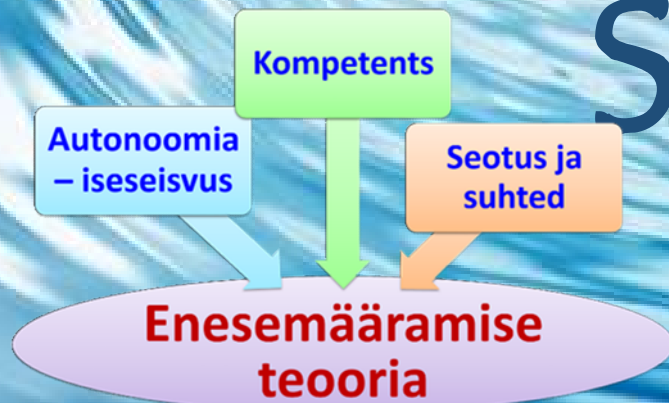 S
Kompetents
Autonoomia
– iseseisvus
Seotus ja
suhted
Enesemääramise
teooria